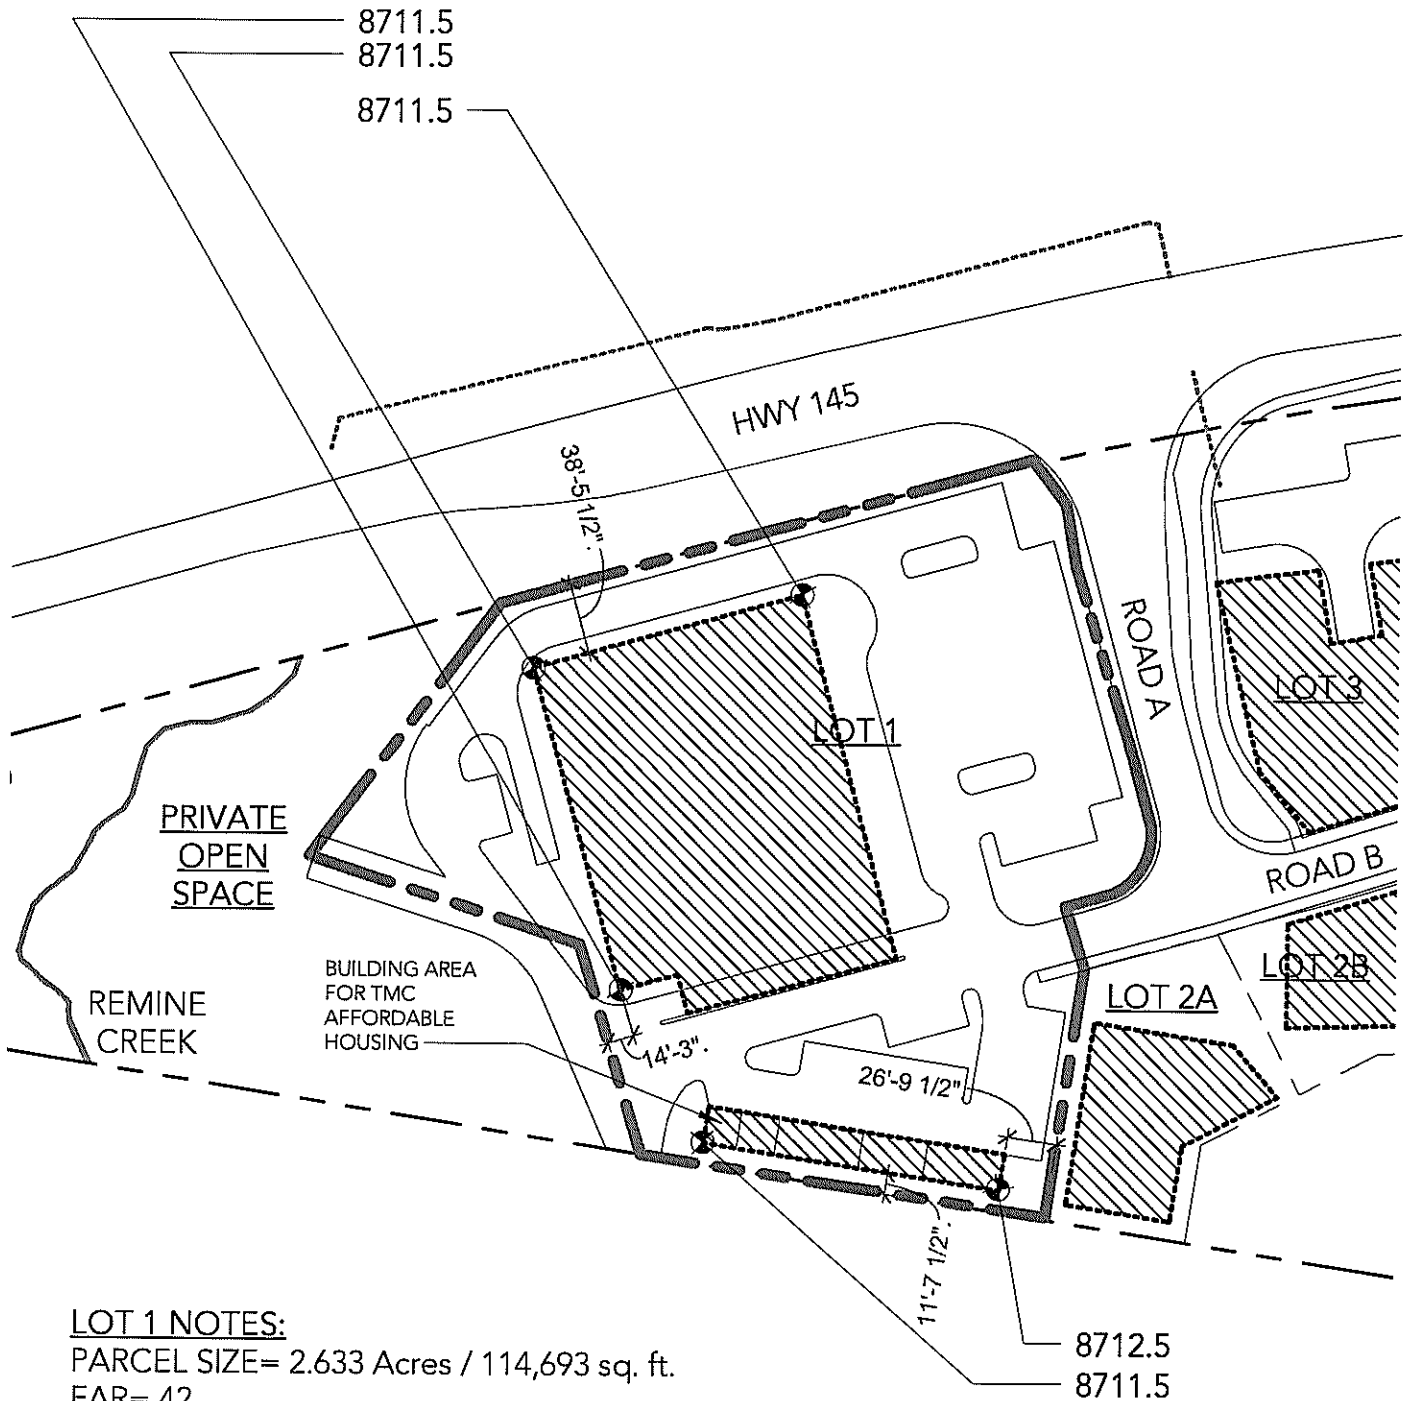 8711.5
8711.5
8711.5
HWY 145
38'-5 1/2".
ROAD A
LOT 3
LOT 1
PRIVATE
OPEN
SPACE
ROAD B
BUILDING AREA
FOR TMC
AFFORDABLE
HOUSING
LOT 2B
LOT 2A
REMINE
CREEK
14'-3".
26'-9 1/2"
11'-7 1/2".
LOT 1 NOTES:
PARCEL SIZE= 2.633 Acres / 114,693 sq. ft.
8712.5
8711.5